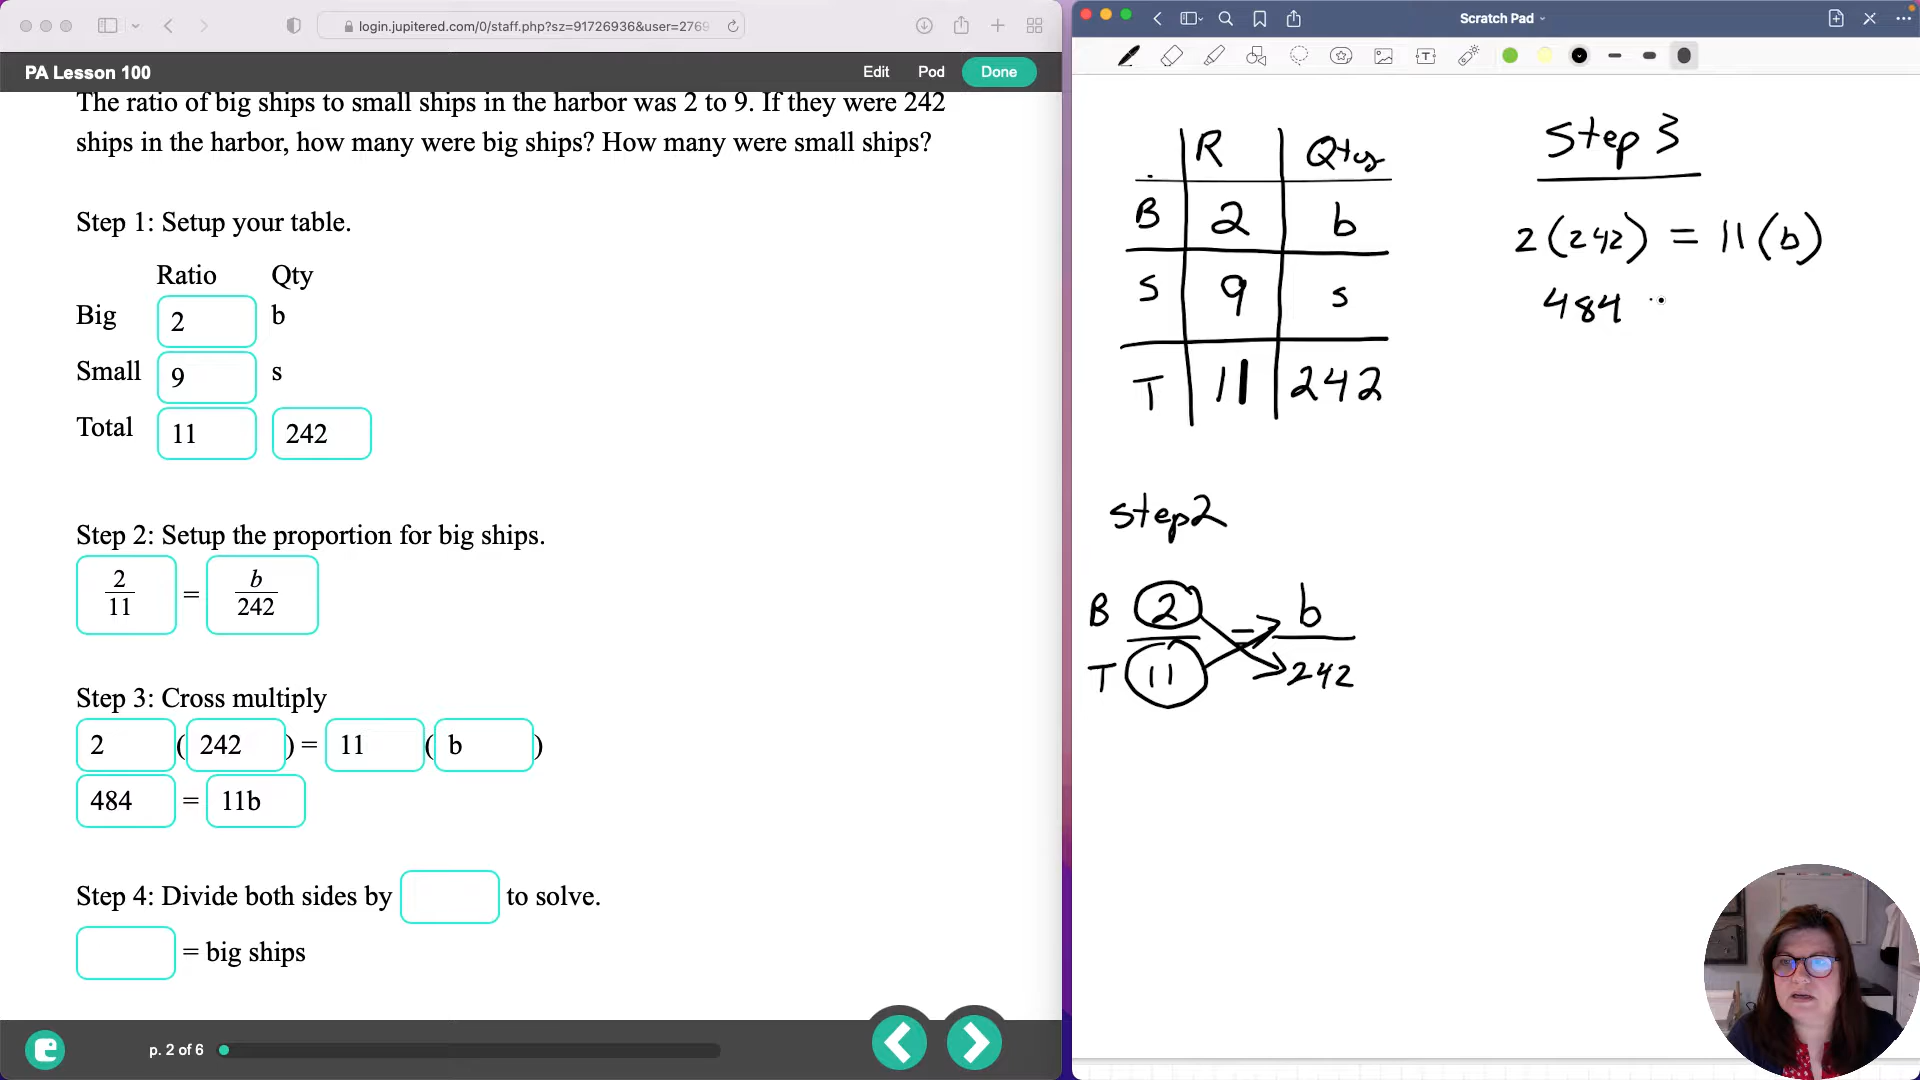 login.jupitered.com/0/staff.php?sz=91726936&user=2769
PA Lesson 100
Edit
Pod
Done
The ratio of big ships to small ships in the harbor was 2 to 9. If they were 242
ships in the harbor, how many were big ships? How many were small ships?
Step 1: Setup your table.
Ratio Qty
Big 2 b
Small 9 s
Total 11 242
Step 2: Setup the proportion for big ships.
2/11 = b/242
Step 3: Cross multiply
2 ( 242 ) = 11 ( b )
484 = 11b
Step 4: Divide both sides by to solve.
= big ships
p. 2 of 6
Scratch Pad
R Qtys
B 2 b
S 9 s
T 11 242
step2
B 2 = b
T 11 242
Step 3
2(242) = 11(b)
484